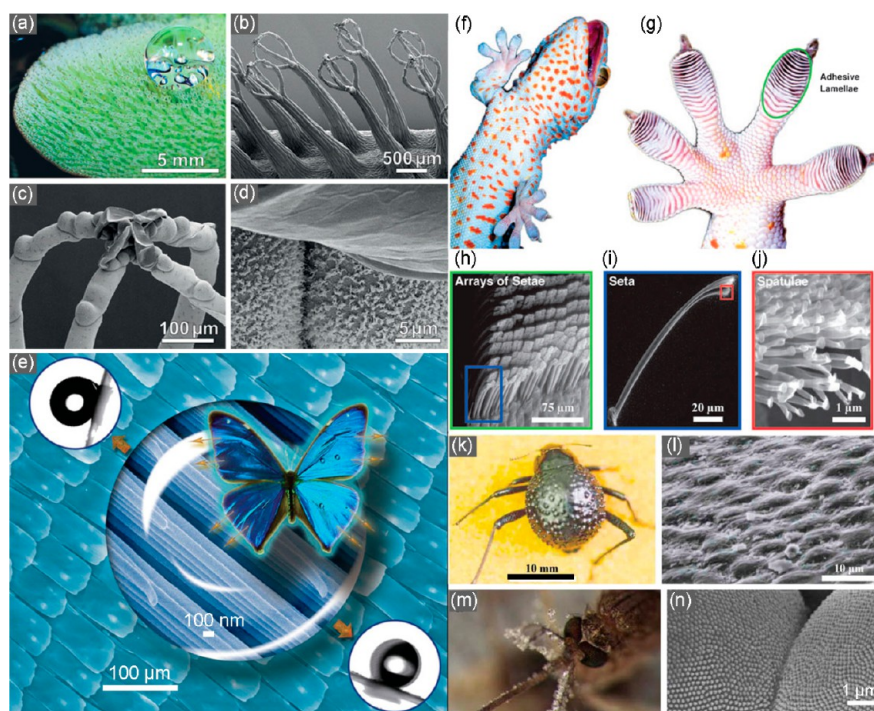 (a)
5 mm
(b)
500 μm
(c)
100 μm
(d)
5 μm
(e)
100 nm
100 μm
(f)
(g)
Adhesive
Lamellae
(h)
Arrays of Setae
75 μm
(i)
Seta
20 μm
(j)
Spatulae
1 μm
(k)
10 mm
(l)
10 μm
(m)
(n)
1 μm